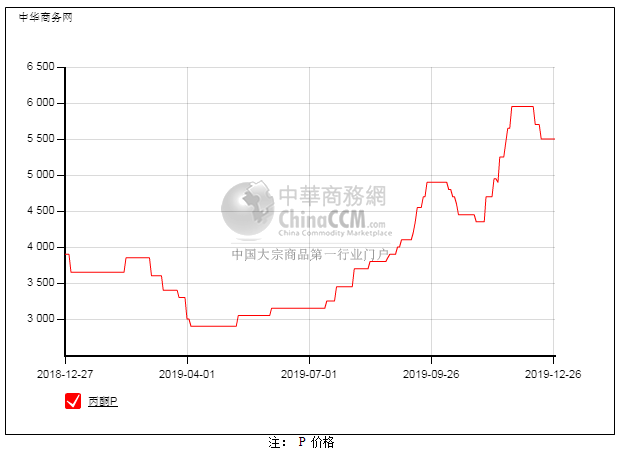 中华商务网
6 500
6 000
5 500
5 000
4 500
4 000
3 500
3 000
中華商務網
ChinaCCM.com
China Commodity Marketplace
中国大宗商品第一行业门户
2018-12-27 2019-04-01 2019-07-01 2019-09-26 2019-12-26
丙酮P
注： P 价格